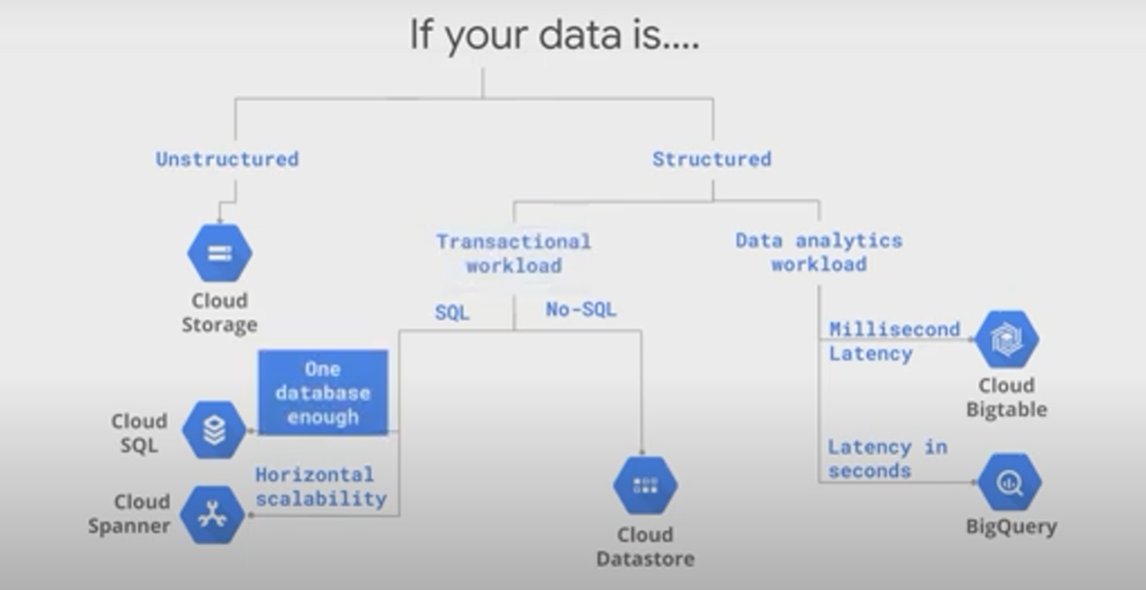 If your data is....
Unstructured
Structured
Cloud
Storage
Transactional
workload
Data analytics
workload
SQL
No-SQL
Millisecond
Latency
Cloud
Bigtable
One
database
enough
Cloud
SQL
Horizontal
scalability
Cloud
Spanner
Cloud
Datastore
Latency in
seconds
BigQuery